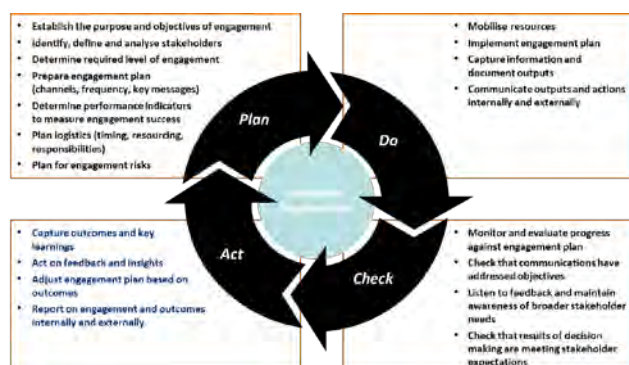 Establish the purpose and objectives of engagement
Identify, define and analyse stakeholders
Determine required level of engagement
Prepare engagement plan
(channels, frequency, key messages)
Determine performance indicators
to measure engagement success
Plan logistics (timing, resourcing,
responsibilities)
Plan for engagement risks
Mobilise resources
Implement engagement plan
Capture information and
document outputs
Communicate outputs and actions
internally and externally
Plan
Do
Act
Check
Capture outcomes and key
learnings
Act on feedback and insights
Adjust engagement plan based on
outcomes
Report on engagement and outcomes
internally and externally
Monitor and evaluate progress
against engagement plan
Check that communications have
addressed objectives
Listen to feedback and maintain
awareness of broader stakeholder
needs
Check that results of decision
making are meeting stakeholder
expectations